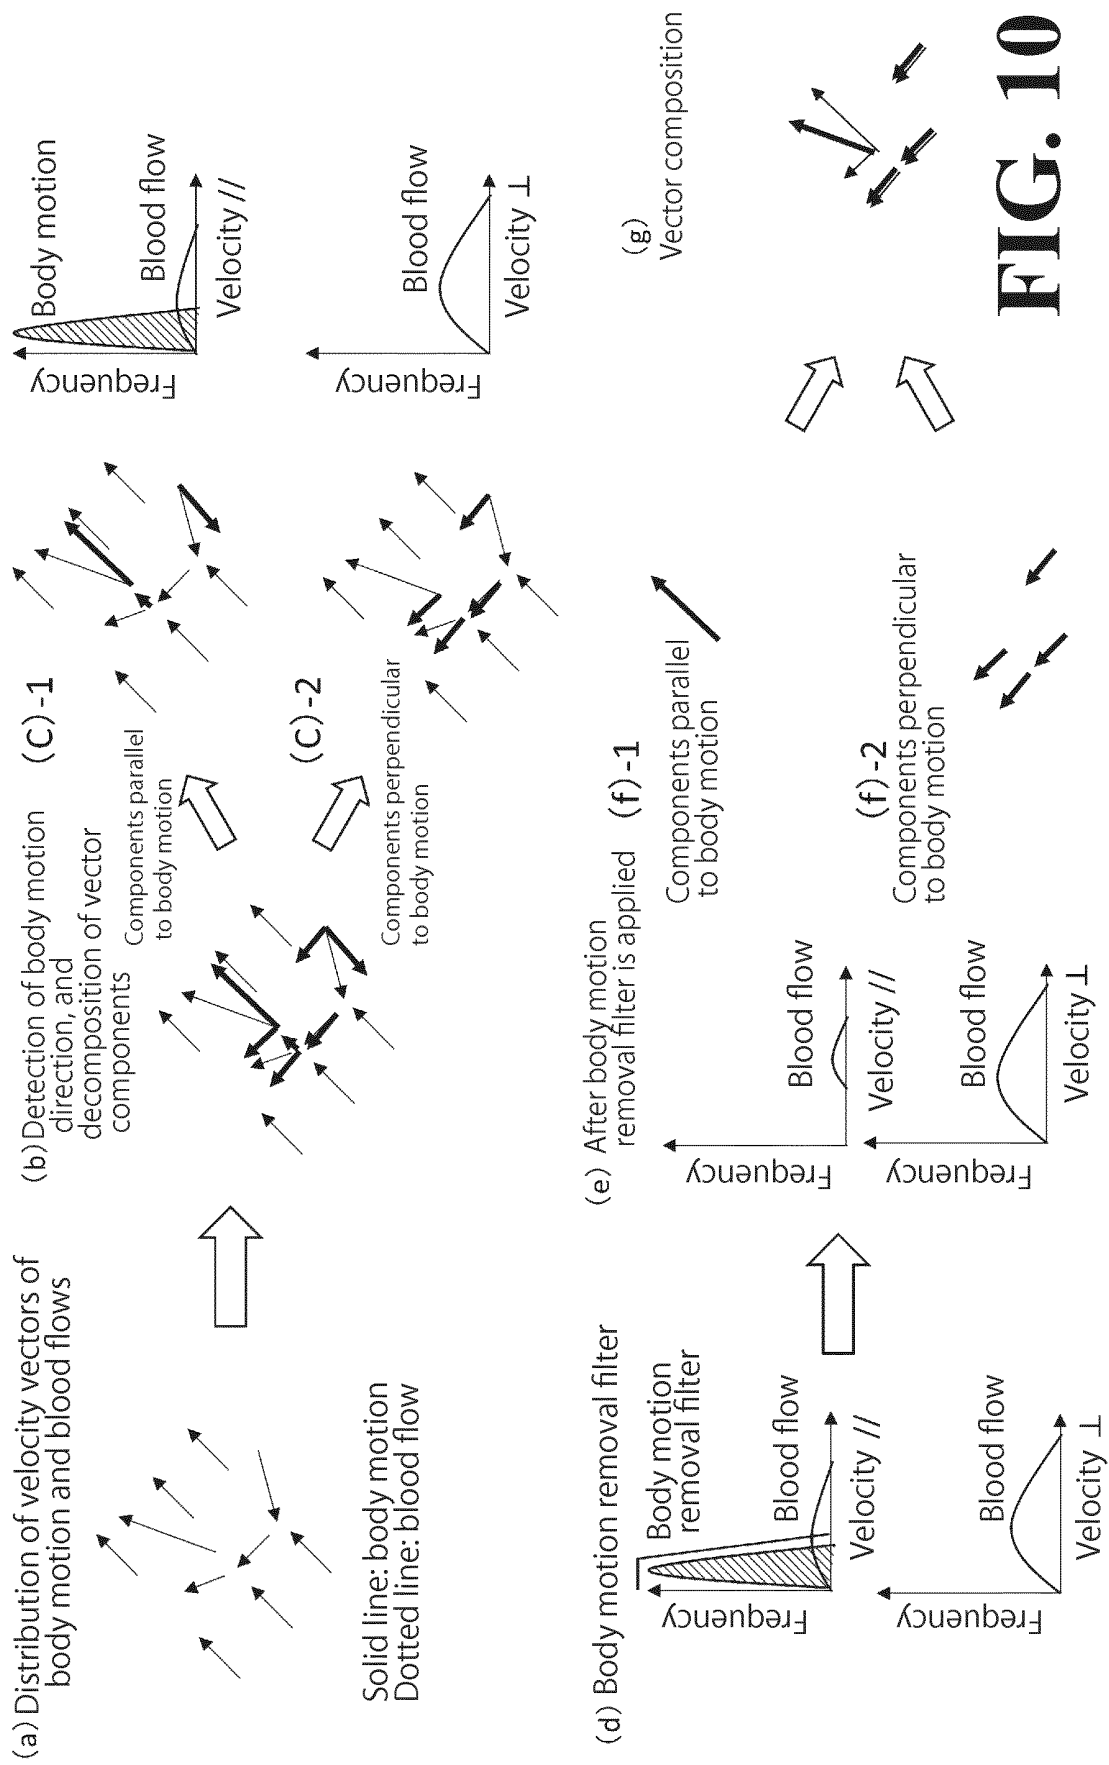 (a) Distribution of velocity vectors of
body motion and blood flows
Solid line: body motion
Dotted line: blood flow
(b) Detection of body motion
direction, and
decomposition of vector
components
Components parallel
to body motion
Components perpendicular
to body motion
(C)-1
Frequency
Body motion
Blood flow
Velocity //
(C)-2
Frequency
Blood flow
Velocity ⊥
(d) Body motion removal filter
Body motion
removal filter
Frequency
Blood flow
Velocity //
Frequency
Blood flow
Velocity ⊥
(e) After body motion
removal filter is applied
Frequency
Blood flow
Velocity //
Frequency
Blood flow
Velocity ⊥
(f)-1
Components parallel
to body motion
(f)-2
Components perpendicular
to body motion
(g)
Vector composition
FIG. 10